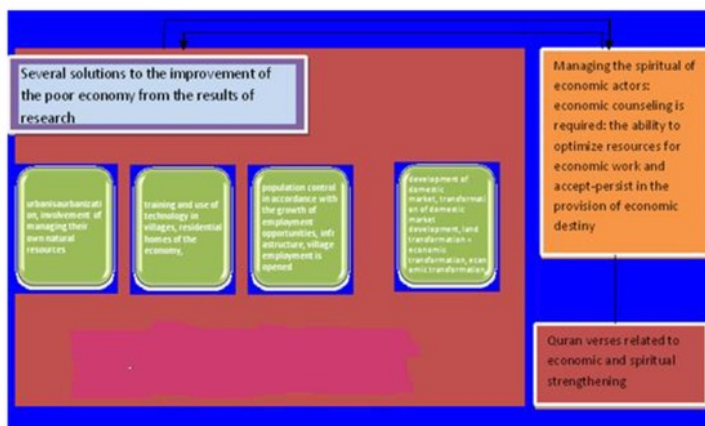 Several solutions to the improvement of
the poor economy from the results of
research
Managing the spiritual of
economic actors:
economic counseling is
required: the ability to
optimize resources for
economic work and
accept-persist in the
provision of economic
destiny
urbanisaurbanizati
on, involvement of
managing their
own natural
resources
training and use of
technology in
villages, residential
homes of the
economy,
population control
in accordance with
the growth of
employment
opportunities, infr
astructure, village
employment is
opened
development of
domestic
market, transformati
on of domestic
market
development, land
transformation =
economic
transformation, econ
omic transformation
Quran verses related to
economic and spiritual
strengthening